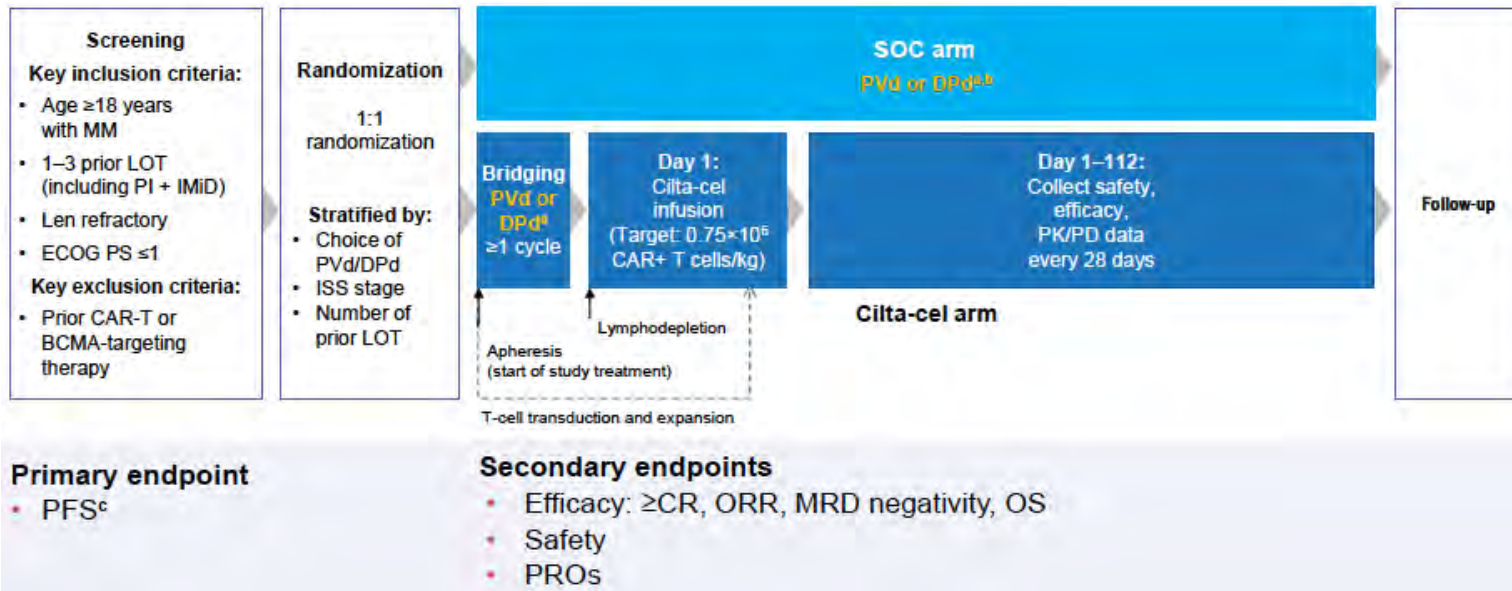 Screening
Key inclusion criteria:
• Age ≥18 years
with MM
• 1–3 prior LOT
(including PI + IMiD)
• Len refractory
• ECOG PS ≤1
Key exclusion criteria:
• Prior CAR-T or
BCMA-targeting
therapy
Randomization
1:1
randomization
Stratified by:
• Choice of
PVd/DPd
• ISS stage
• Number of
prior LOT
SOC arm
PVd or DPdᵃ,ᵇ
Bridging
PVd or
DPdᵃ
≥1 cycle
Day 1:
Cilta-cel
infusion
(Target: 0.75×10⁶
CAR+ T cells/kg)
Day 1–112:
Collect safety,
efficacy,
PK/PD data
every 28 days
Cilta-cel arm
Lymphodepletion
Apheresis
(start of study treatment)
T-cell transduction and expansion
Follow-up
Primary endpoint
• PFSᶜ
Secondary endpoints
• Efficacy: ≥CR, ORR, MRD negativity, OS
• Safety
• PROs